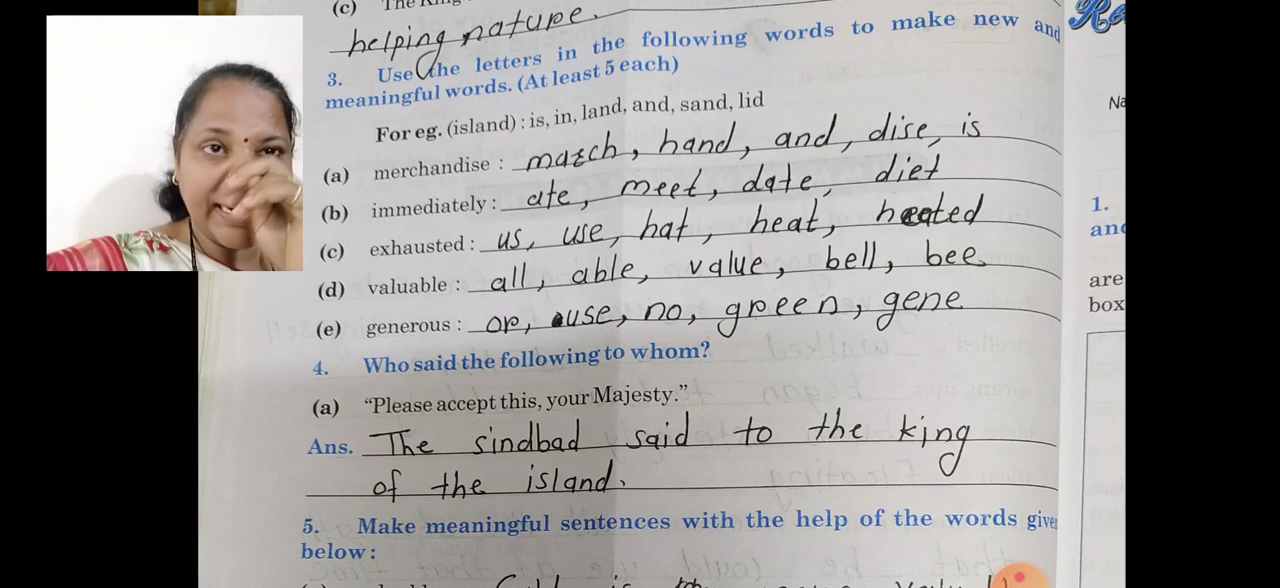 (c) The King
helping nature.
3. Use the letters in the following words to make new and
meaningful words. (At least 5 each)
For eg. (island) : is, in, land, and, sand, lid
(a) merchandise : match, hand, and, dise, is
(b) immediately : ate, meet, date, diet
(c) exhausted : us, use, hat, heat, heated
(d) valuable : all, able, value, bell, bee
(e) generous : or, use, no, green, gene
4. Who said the following to whom?
(a) "Please accept this, your Majesty."
Ans. The sindbad said to the king
of the island.
5. Make meaningful sentences with the help of the words given
below :
Na
1.
and
are
box